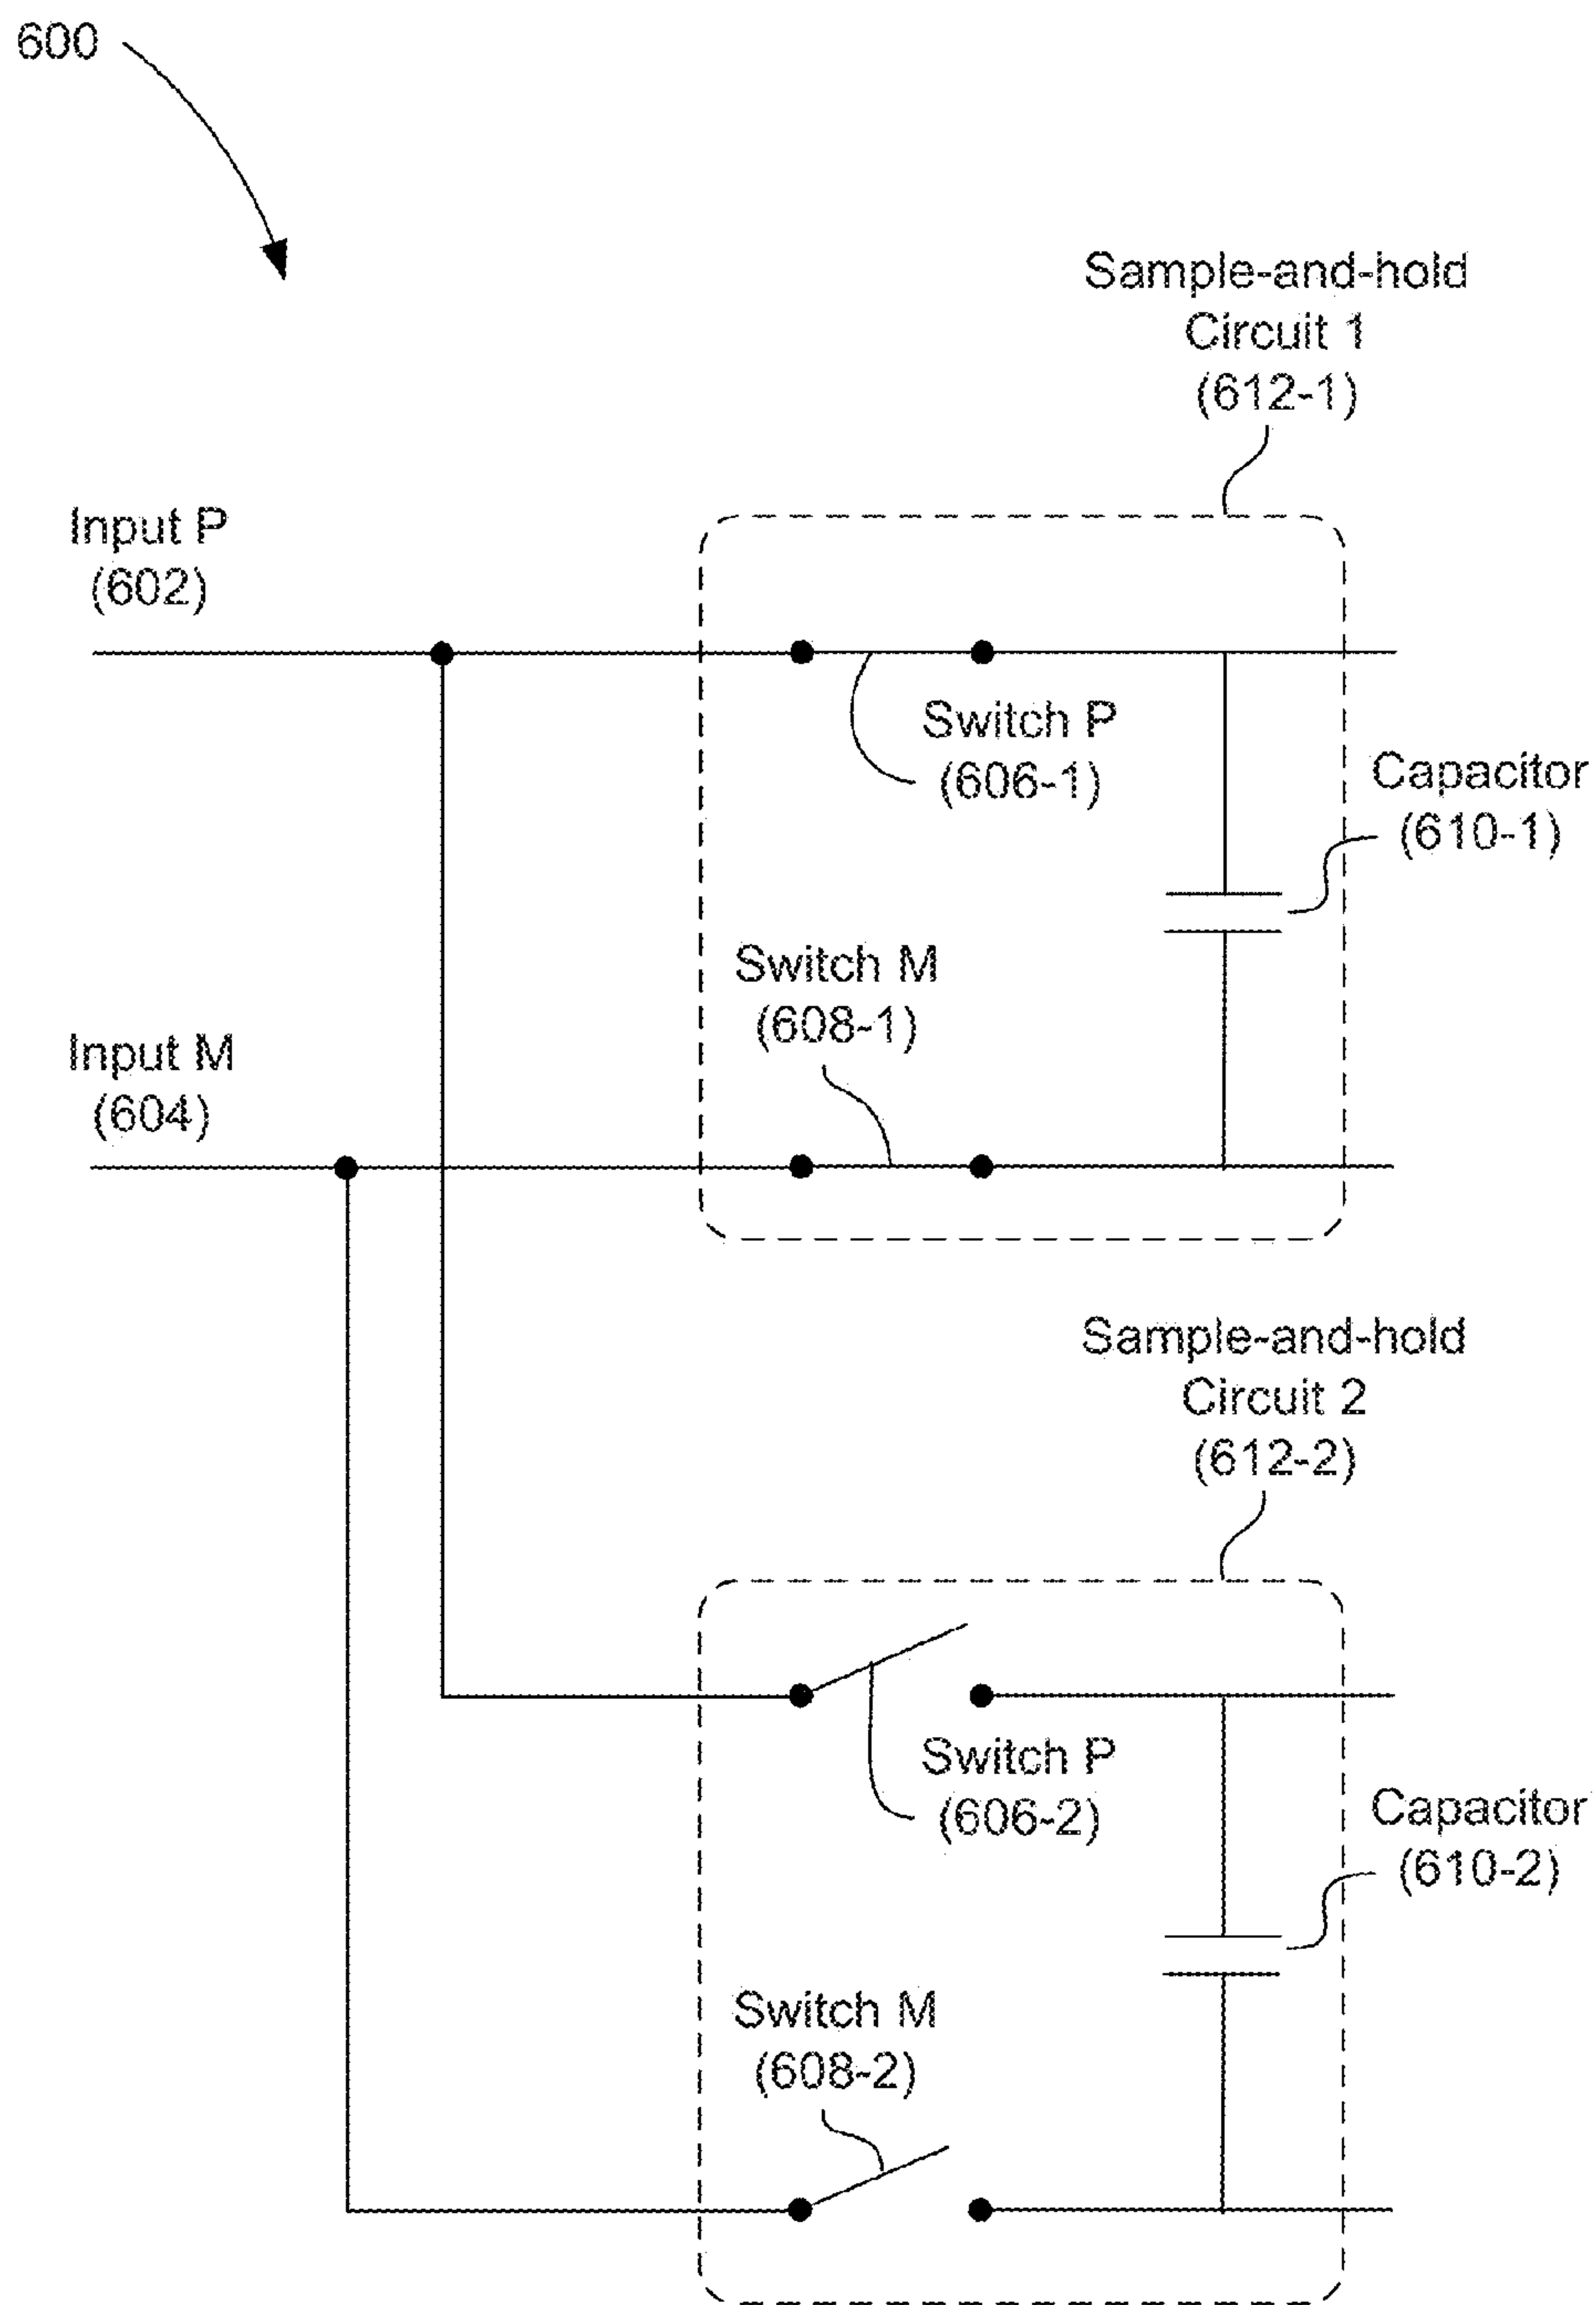 600
Sample-and-hold
Circuit 1
(612-1)
Input P
(602)
Switch P
(606-1)
Capacitor
(610-1)
Switch M
(608-1)
Input M
(604)
Sample-and-hold
Circuit 2
(612-2)
Switch P
(606-2)
Capacitor
(610-2)
Switch M
(608-2)